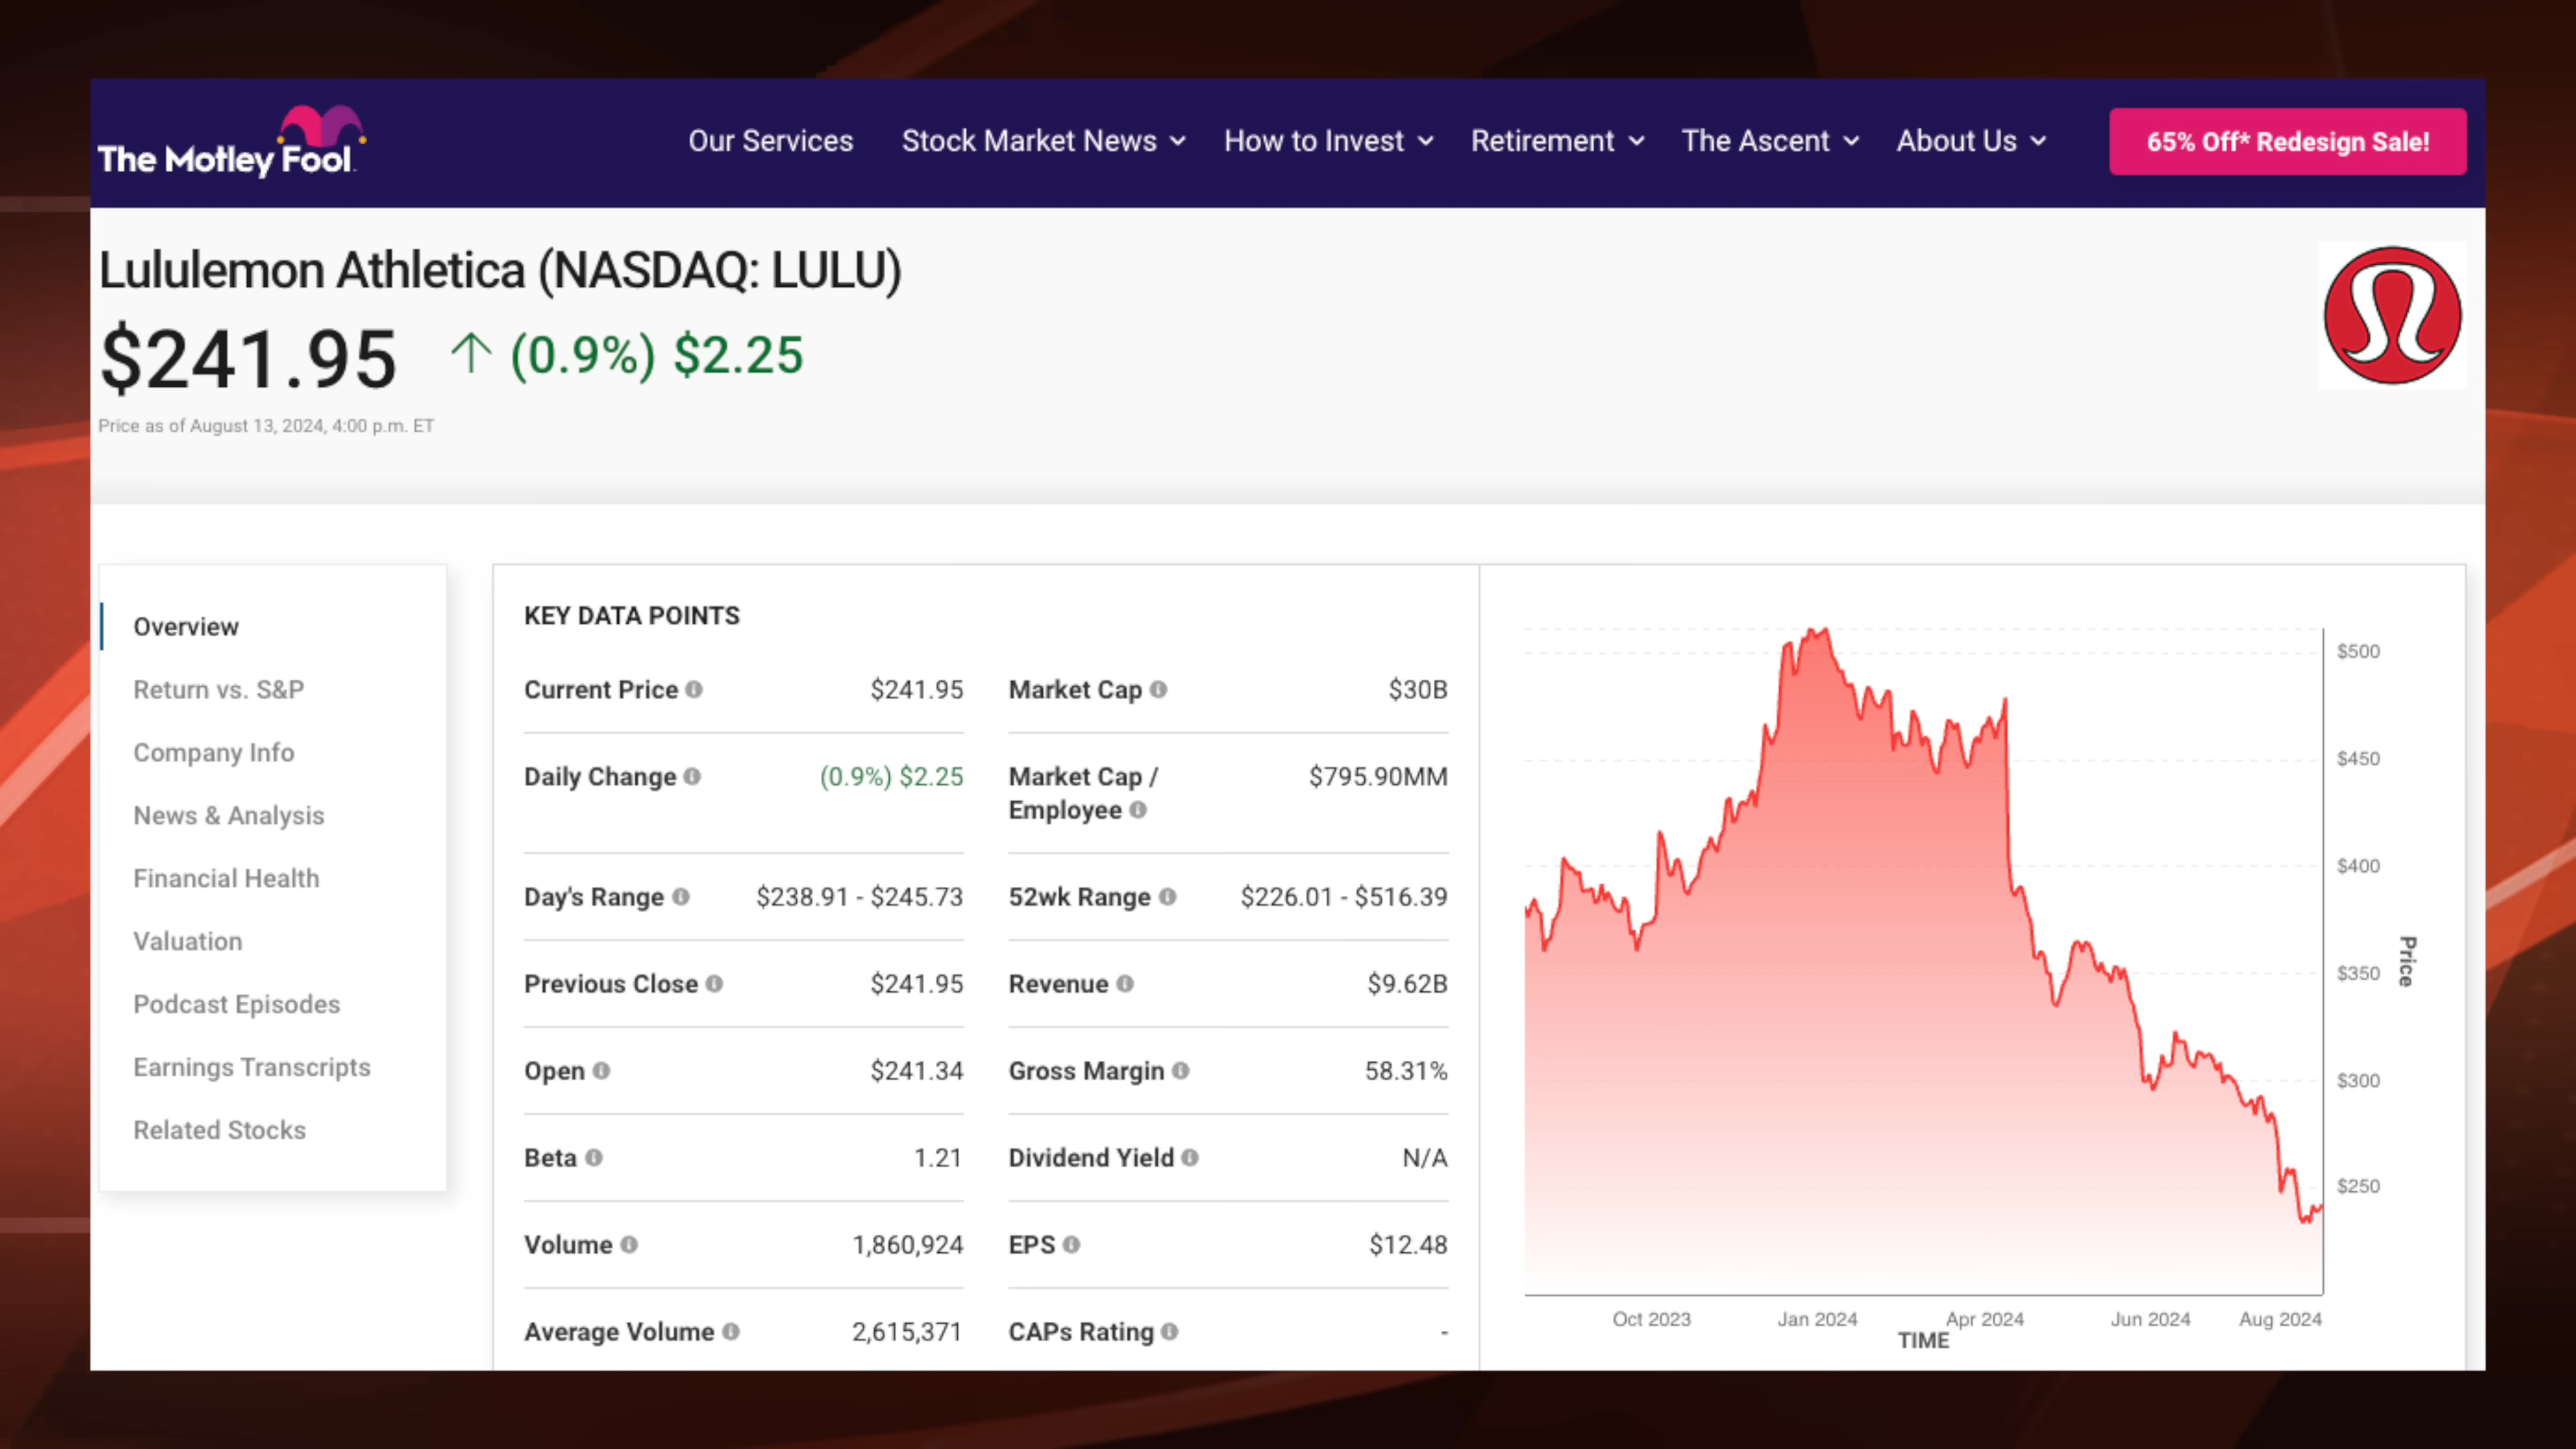 The Motley Fool.
Our Services
Stock Market News
How to Invest
Retirement
The Ascent
About Us
65% Off* Redesign Sale!
Lululemon Athletica (NASDAQ: LULU)
$241.95 ↑ (0.9%) $2.25
Price as of August 13, 2024, 4:00 p.m. ET
Overview
Return vs. S&P
Company Info
News & Analysis
Financial Health
Valuation
Podcast Episodes
Earnings Transcripts
Related Stocks
KEY DATA POINTS
Current Price $241.95
Daily Change (0.9%) $2.25
Day's Range $238.91 - $245.73
Previous Close $241.95
Open $241.34
Beta 1.21
Volume 1,860,924
Average Volume 2,615,371
Market Cap $30B
Market Cap / $795.90MM
Employee
52wk Range $226.01 - $516.39
Revenue $9.62B
Gross Margin 58.31%
Dividend Yield N/A
EPS $12.48
CAPs Rating -
$500
$450
$400
$350
$300
$250
Price
Oct 2023
Jan 2024
Apr 2024
Jun 2024
Aug 2024
TIME